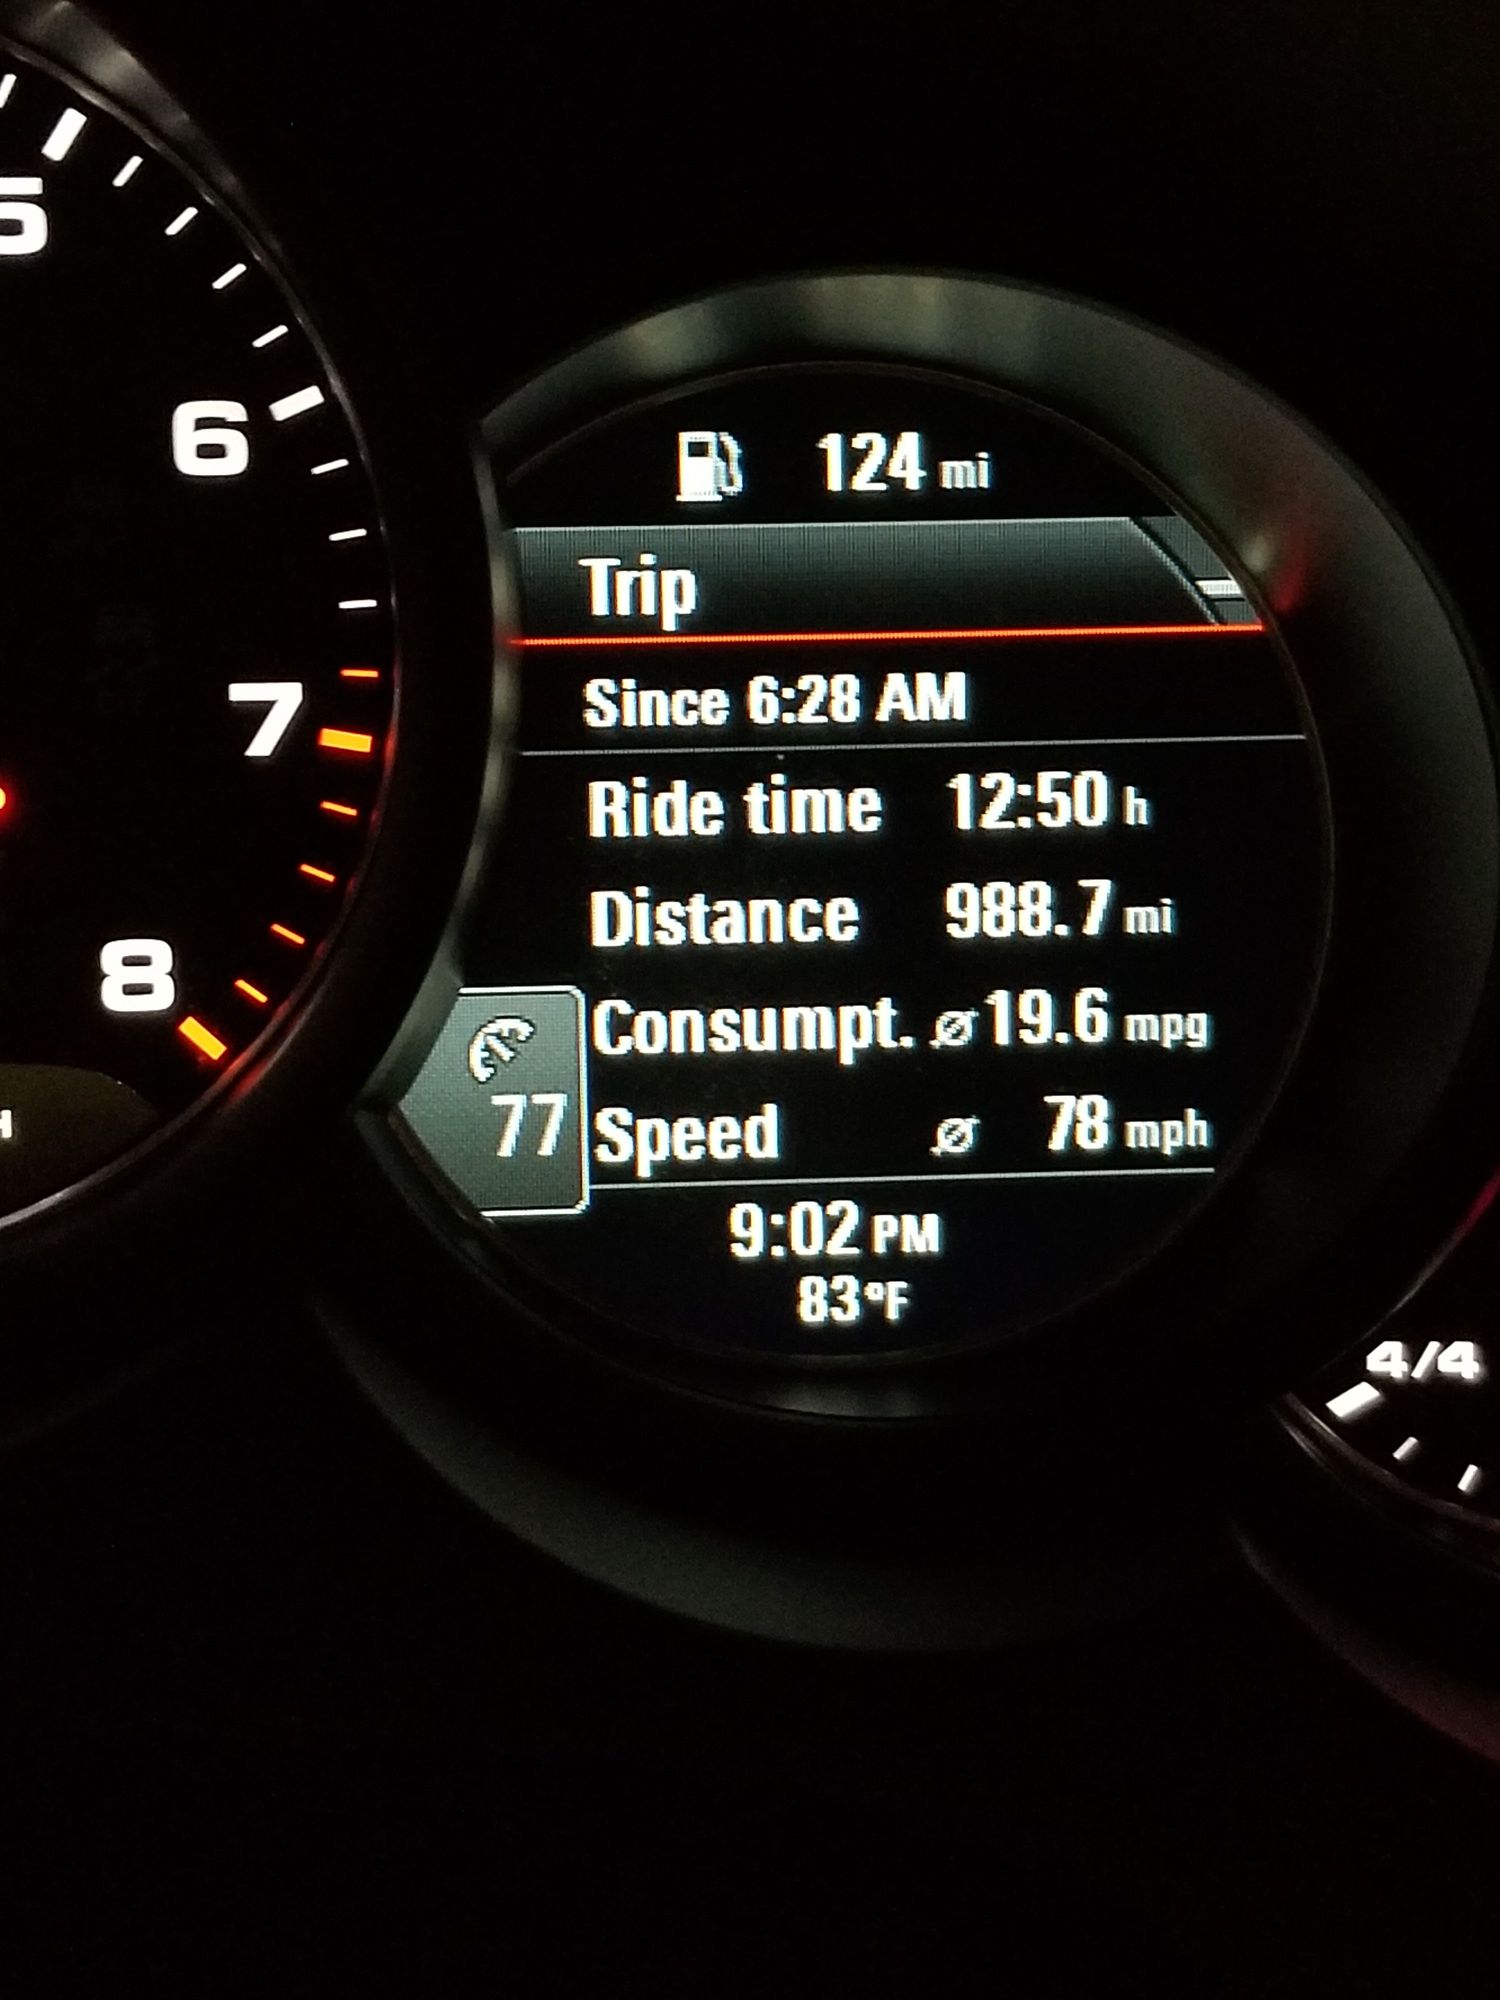 5
6
7
8
124 mi
Trip
Since 6:28 AM
Ride time 12:50 h
Distance 988.7 mi
Consumpt. ⌀ 19.6 mpg
77
Speed ⌀ 78 mph
9:02 PM
83°F
4/4